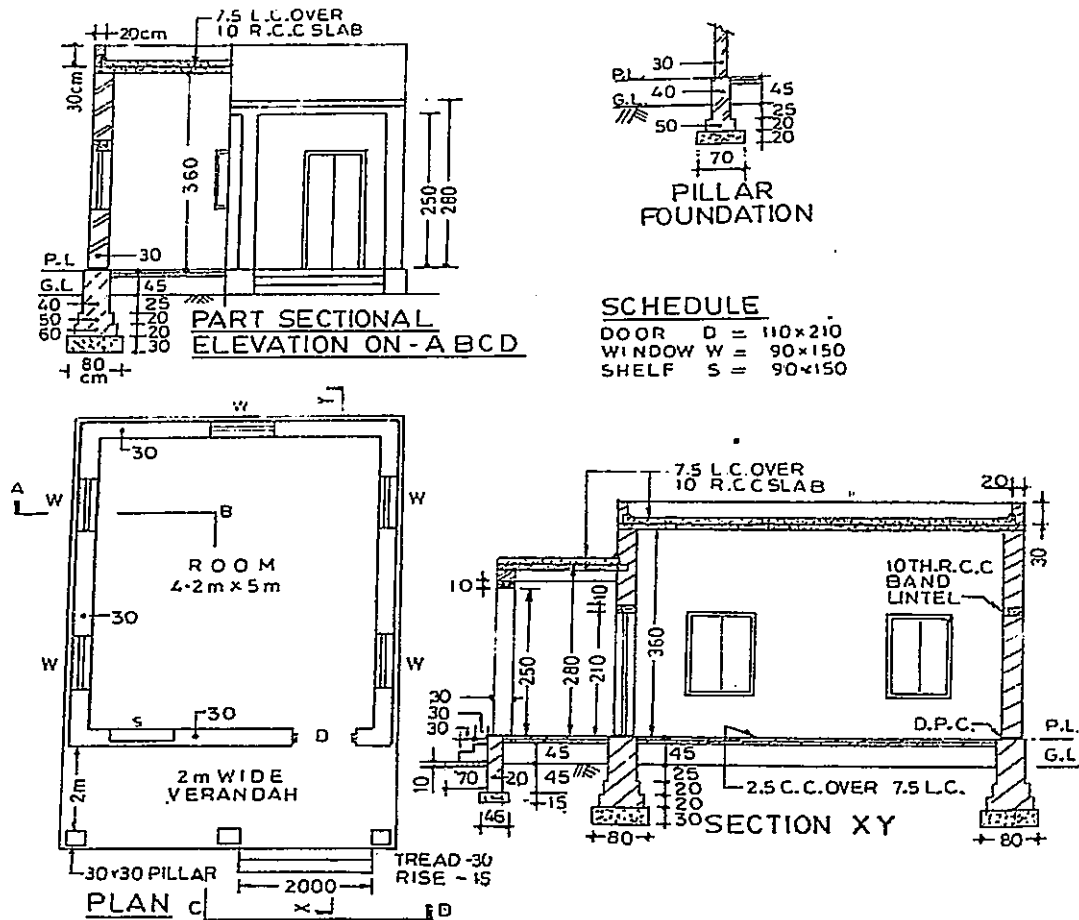 7.5 L.C. OVER
10 R.C.C SLAB
20cm
30cm
360
250
280
P.L
30
G.L
45
40
25
50
20
60
30
80
cm
PART SECTIONAL
ELEVATION ON - A B C D
30
P.L.
40
45
G.L.
25
50
20
20
70
PILLAR
FOUNDATION
SCHEDULE
DOOR D = 110×210
WINDOW W = 90×150
SHELF S = 90×150
W
Y
30
A
W
B
W
ROOM
4·2m × 5m
30
W
W
S
30
D
2m
2m WIDE
VERANDAH
30×30 PILLAR
2000
TREAD -30
RISE - 15
PLAN
C
X
D
7.5 L.C. OVER
10 R.C.C SLAB
20
30
10 TH. R.C.C
BAND
LINTEL
10
10
250
280
210
360
30
30
30
D.P.C.
P.L.
G.L
45
45
10
70
20
45
25
15
20
20
2.5 C.C. OVER 7.5 L.C.
46
80
30
SECTION XY
80